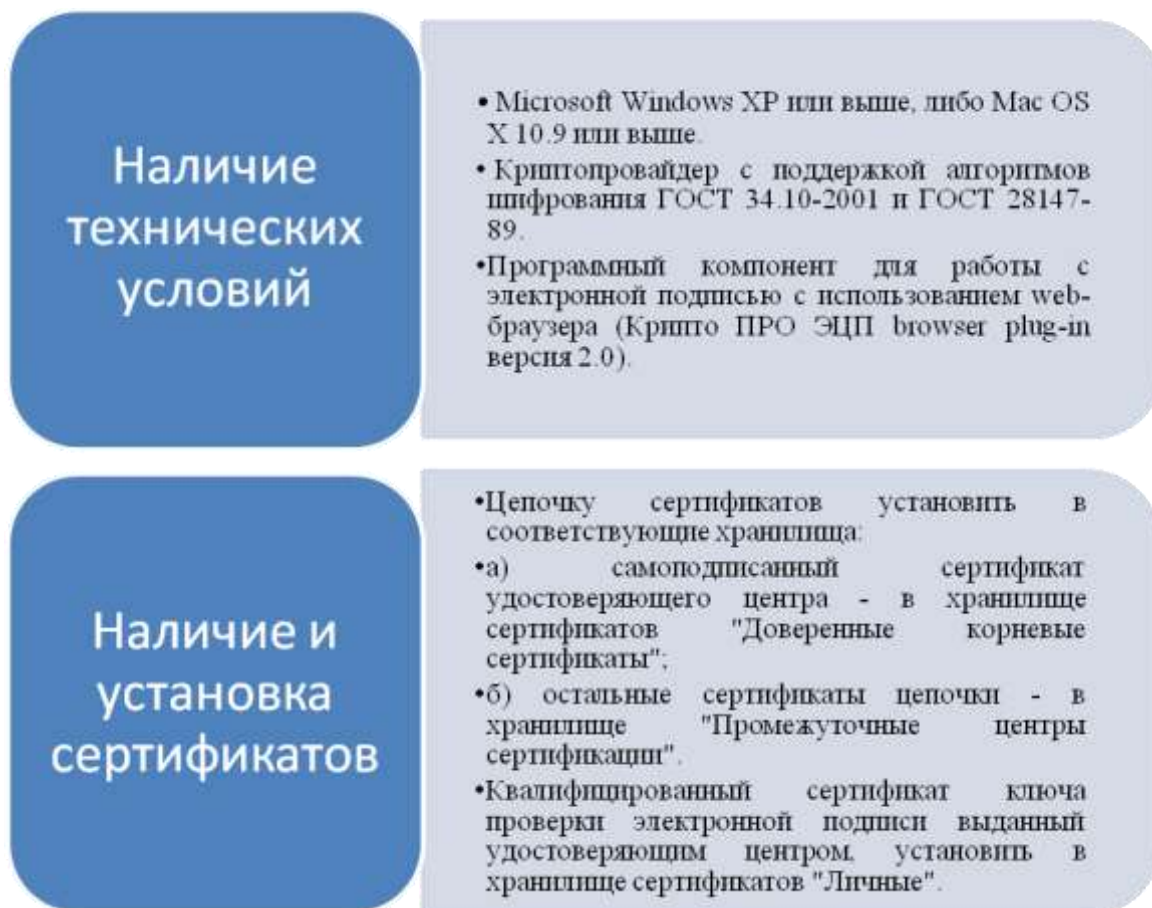 Наличие
технических
условий
• Microsoft Windows XP или выше, либо Mac OS
X 10.9 или выше.
• Криптопровайдер с поддержкой алгоритмов
шифрования ГОСТ 34.10-2001 и ГОСТ 28147-
89.
•Программный компонент для работы с
электронной подписью с использованием web-
браузера (Крипто ПРО ЭЦП browser plug-in
версия 2.0).
Наличие и
установка
сертификатов
•Цепочку сертификатов установить в
соответствующие хранилища:
•а) самоподписанный сертификат
удостоверяющего центра - в хранилище
сертификатов "Доверенные корневые
сертификаты";
•б) остальные сертификаты цепочки - в
хранилище "Промежуточные центры
сертификации".
•Квалифицированный сертификат ключа
проверки электронной подписи выданный
удостоверяющим центром, установить в
хранилище сертификатов "Личные".